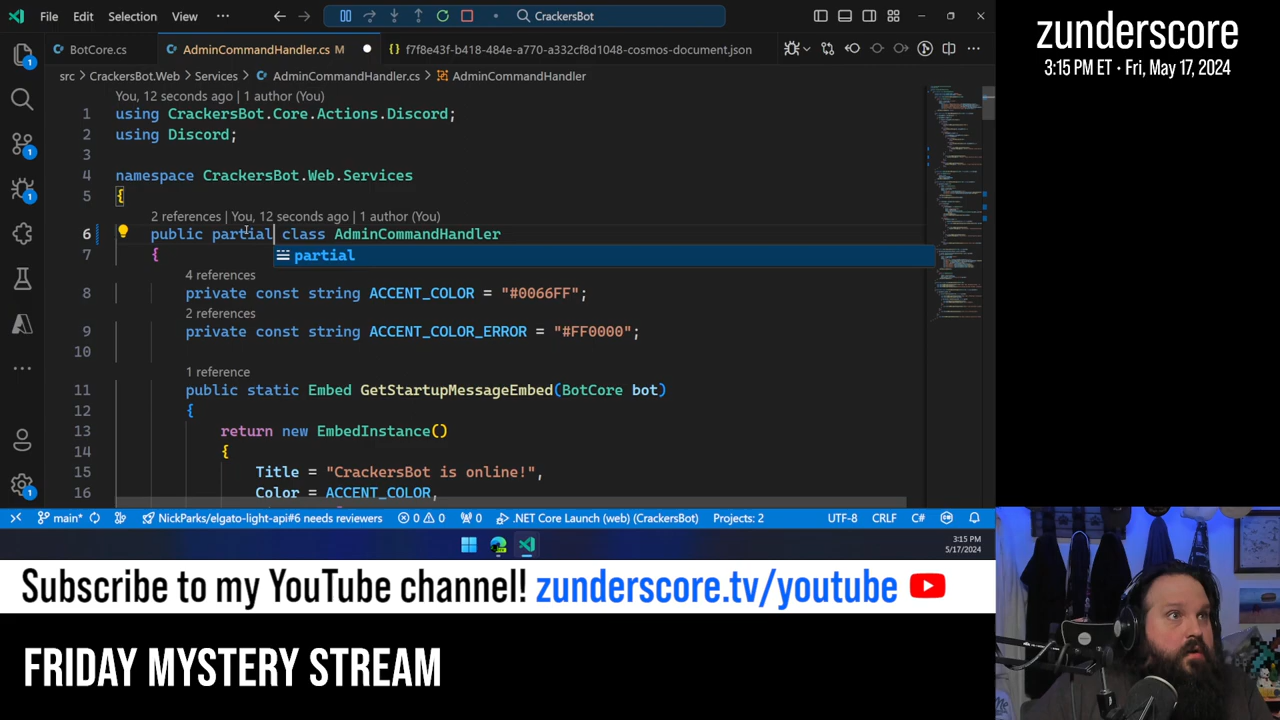 File Edit Selection View ··· CrackersBot
zunderscore
3:15 PM ET • Fri, May 17, 2024
BotCore.cs AdminCommandHandler.cs M f7f8e43f-b418-484e-a770-a332cf8d1048-cosmos-document.json
src > CrackersBot.Web > Services > AdminCommandHandler.cs > AdminCommandHandler
You, 12 seconds ago | 1 author (You)
1 using CrackersBot.Core.Actions.Discord;
2 using Discord;
3
4 namespace CrackersBot.Web.Services
5 {
2 references | You, 12 seconds ago | 1 author (You)
6 public partial class AdminCommandHandler
7 {
partial
4 references
8 private const string ACCENT_COLOR = "#0066FF";
2 references
9 private const string ACCENT_COLOR_ERROR = "#FF0000";
10
1 reference
11 public static Embed GetStartupMessageEmbed(BotCore bot)
12 {
13 return new EmbedInstance()
14 {
15 Title = "CrackersBot is online!",
16 Color = ACCENT_COLOR,
main* NickParks/elgato-light-api#6 needs reviewers 0 0 0 .NET Core Launch (web) (CrackersBot) Projects: 2 UTF-8 CRLF C#
3:15 PM
5/17/2024
Subscribe to my YouTube channel! zunderscore.tv/youtube
FRIDAY MYSTERY STREAM